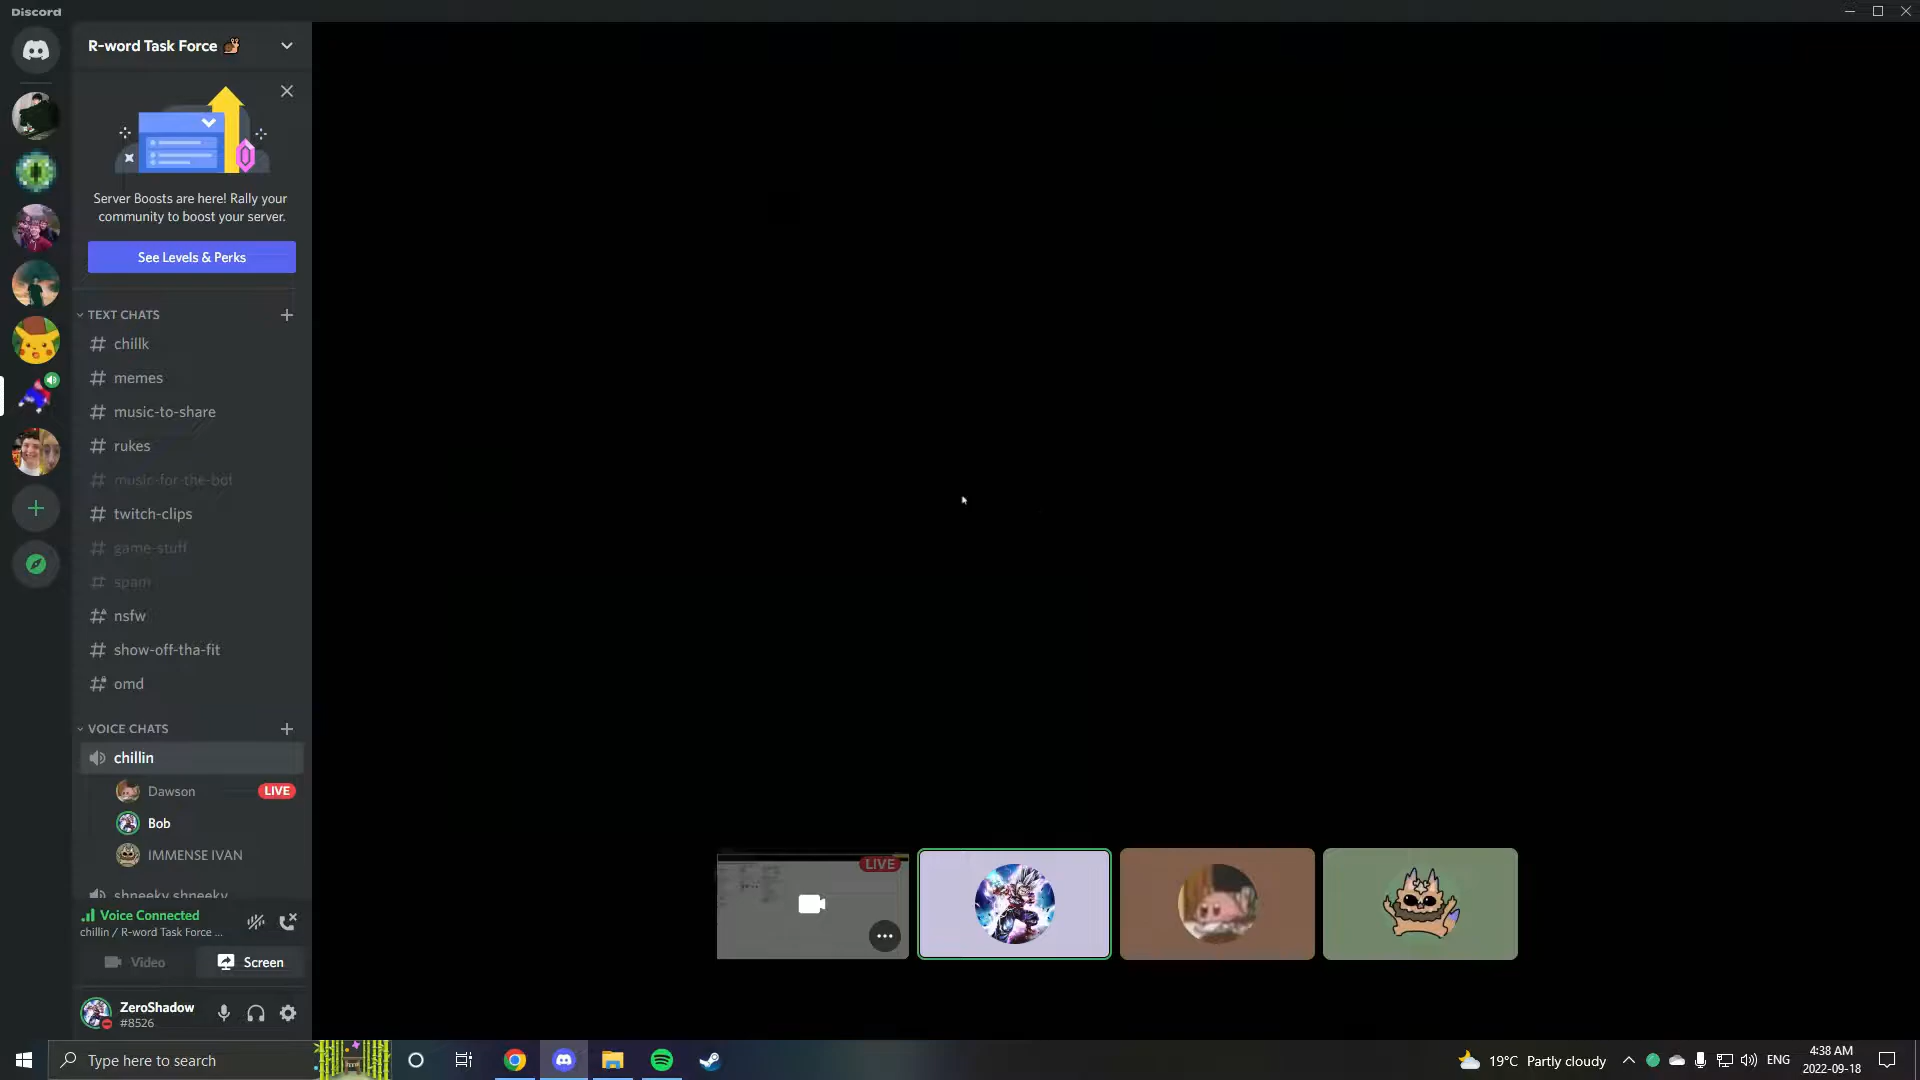 Discord
R-word Task Force
Server Boosts are here! Rally your
community to boost your server.
See Levels & Perks
TEXT CHATS
chillk
memes
music-to-share
rukes
music-for-the-bot
twitch-clips
game-stuff
spam
nsfw
show-off-tha-fit
omd
VOICE CHATS
chillin
Dawson
LIVE
Bob
IMMENSE IVAN
shneeky shneeky
Voice Connected
chillin / R-word Task Force ...
Video
Screen
ZeroShadow
#8526
LIVE
Type here to search
19°C Partly cloudy
ENG
4:38 AM
2022-09-18